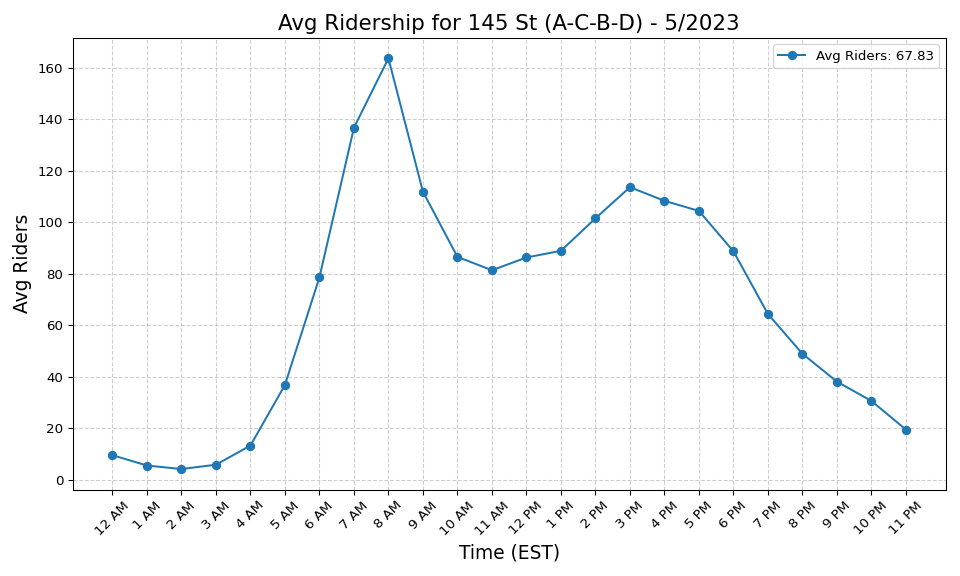 Avg Ridership for 145 St (A-C-B-D) - 5/2023
Avg Riders: 67.83
Avg Riders
160
140
120
100
80
60
40
20
0
12 AM
1 AM
2 AM
3 AM
4 AM
5 AM
6 AM
7 AM
8 AM
9 AM
10 AM
11 AM
12 PM
1 PM
2 PM
3 PM
4 PM
5 PM
6 PM
7 PM
8 PM
9 PM
10 PM
11 PM
Time (EST)